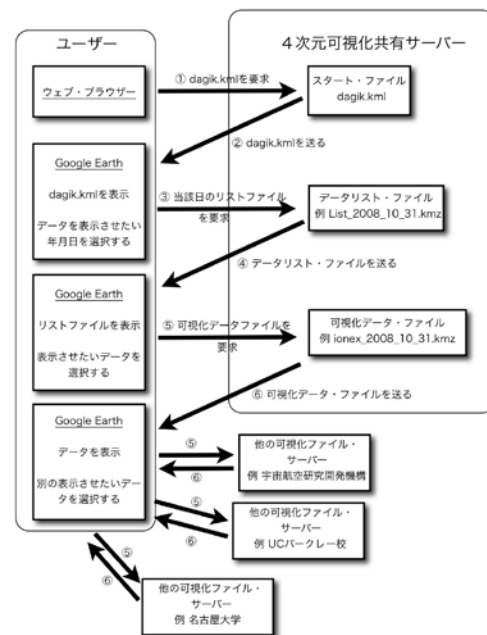 ユーザー
4次元可視化共有サーバー
ウェブ・ブラウザー
① dagik.kmlを要求
スタート・ファイル
dagik.kml
② dagik.kmlを送る
Google Earth
dagik.kmlを表示
データを表示させたい
年月日を選択する
③ 当該日のリストファイル
を要求
データリスト・ファイル
例 List_2008_10_31.kmz
④ データリスト・ファイルを送る
Google Earth
リストファイルを表示
表示させたいデータを
選択する
⑤ 可視化データファイルを
要求
可視化データ・ファイル
例 ionex_2008_10_31.kmz
⑥ 可視化データ・ファイルを送る
Google Earth
データを表示
別の表示させたいデー
タを選択する
⑤
⑥
他の可視化ファイル・
サーバー
例 宇宙航空研究開発機構
⑤
⑥
他の可視化ファイル・
サーバー
例 UCバークレー校
⑤
⑥
他の可視化ファイル・
サーバー
例 名古屋大学